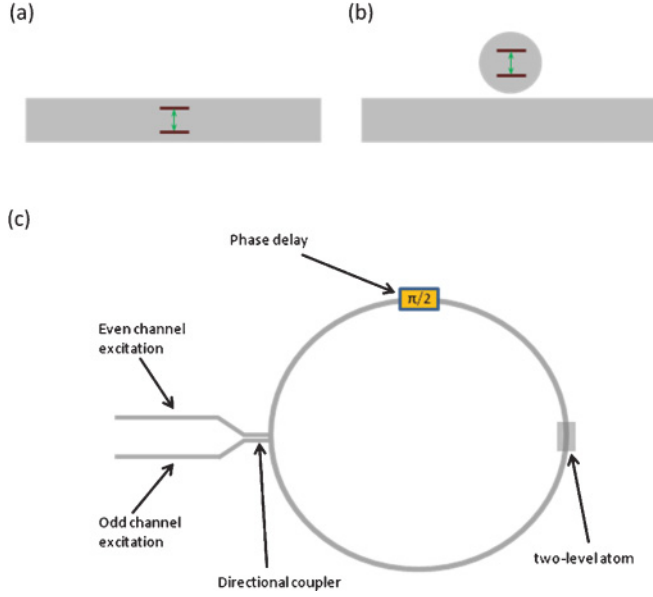 (a)
(b)
(c)
Phase delay
π/2
Even channel
excitation
Odd channel
excitation
Directional coupler
two-level atom